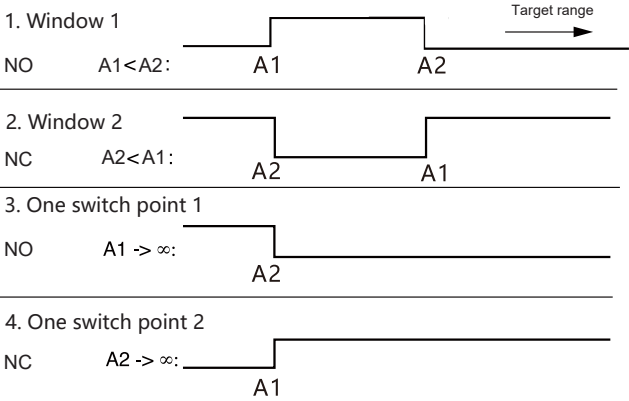 1. Window 1
Target range
NO A1<A2:
A1
A2
2. Window 2
NC A2<A1:
A2
A1
3. One switch point 1
NO A1 -> ∞:
A2
4. One switch point 2
NC A2 -> ∞:
A1